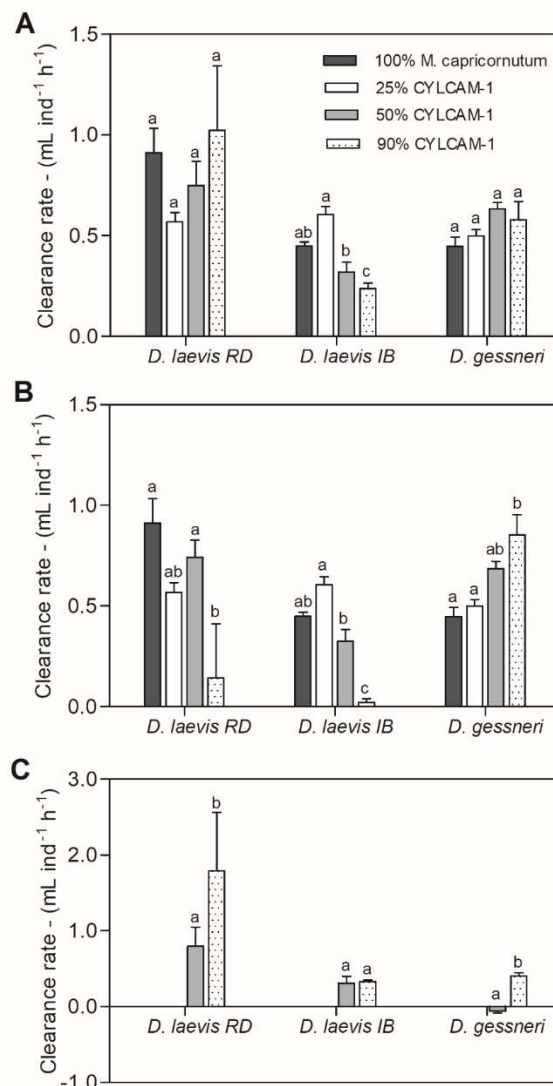 A
Clearance rate - (mL ind⁻¹ h⁻¹)
1.5
1.0
0.5
0.0
100% M. capricornutum
25% CYLCAM-1
50% CYLCAM-1
90% CYLCAM-1
a a a a
ab a b c
a a a a
D. laevis RD D. laevis IB D. gessneri
B
Clearance rate - (mL ind⁻¹ h⁻¹)
1.5
1.0
0.5
0.0
a ab a b
ab a b c
a a ab b
D. laevis RD D. laevis IB D. gessneri
C
Clearance rate - (mL ind⁻¹ h⁻¹)
3.0
2.0
1.0
0.0
-1.0
a b
a a
a b
D. laevis RD D. laevis IB D. gessneri